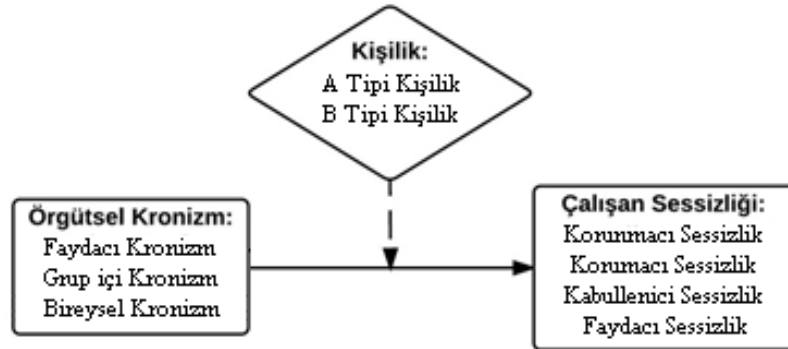 Kişilik:
A Tipi Kişilik
B Tipi Kişilik
Örgütsel Kronizm:
Faydacı Kronizm
Grup içi Kronizm
Bireysel Kronizm
Çalışan Sessizliği:
Korunmacı Sessizlik
Korumacı Sessizlik
Kabullenici Sessizlik
Faydacı Sessizlik